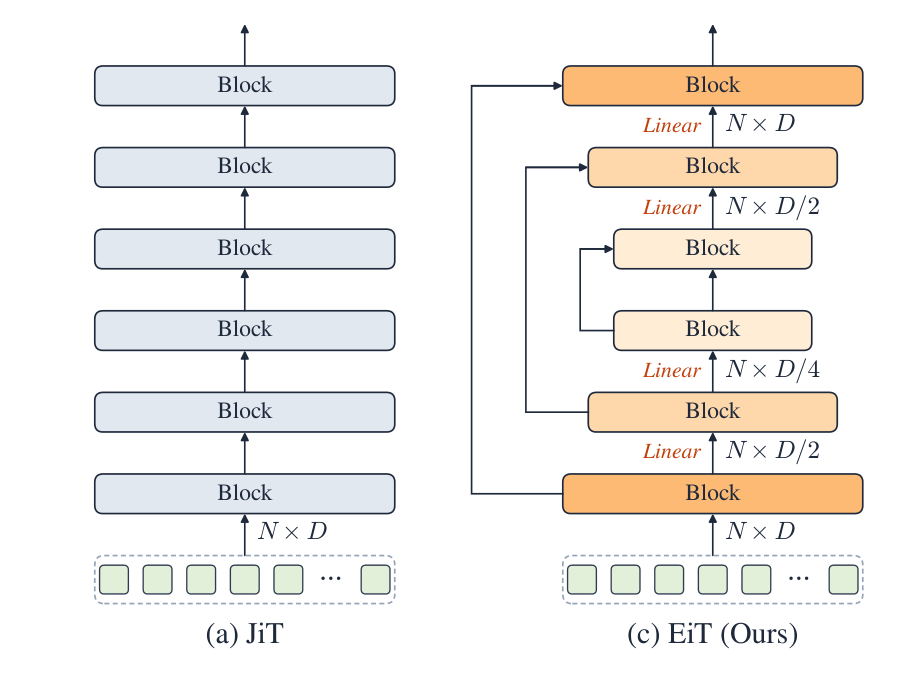 Block
Block
Block
Block
Block
Block
N × D
...
(a) JiT
Block
Linear N × D
Block
Linear N × D/2
Block
Block
Linear N × D/4
Block
Linear N × D/2
Block
N × D
...
(c) EiT (Ours)